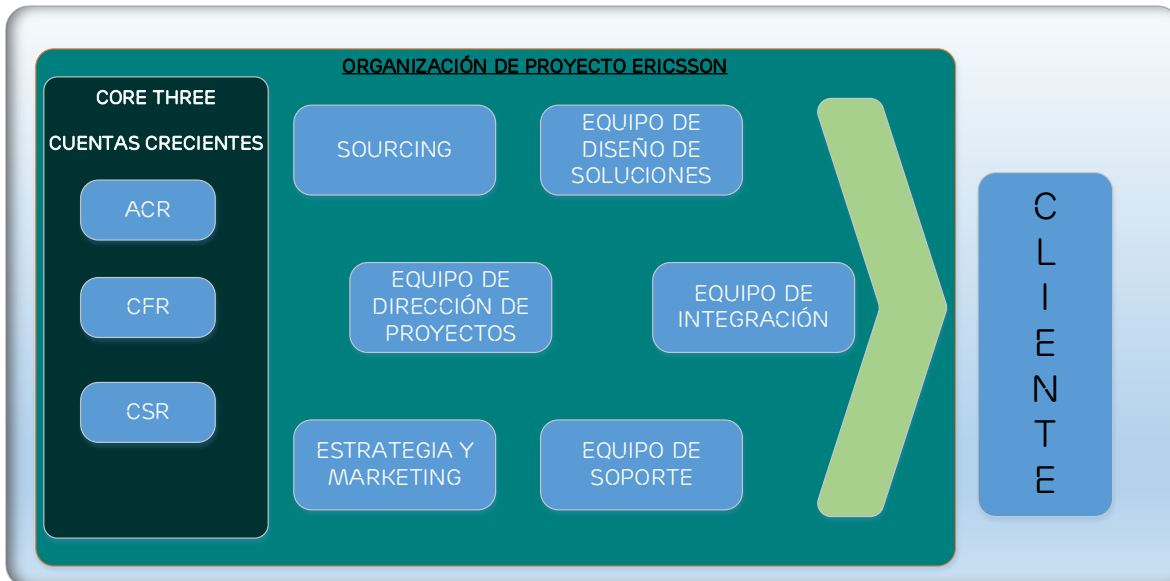 ORGANIZACIÓN DE PROYECTO ERICSSON
CORE THREE
CUENTAS CRECIENTES
ACR
CFR
CSR
SOURCING
EQUIPO DE
DISEÑO DE
SOLUCIONES
EQUIPO DE
DIRECCIÓN DE
PROYECTOS
EQUIPO DE
INTEGRACIÓN
ESTRATEGIA Y
MARKETING
EQUIPO DE
SOPORTE
C
L
I
E
N
T
E